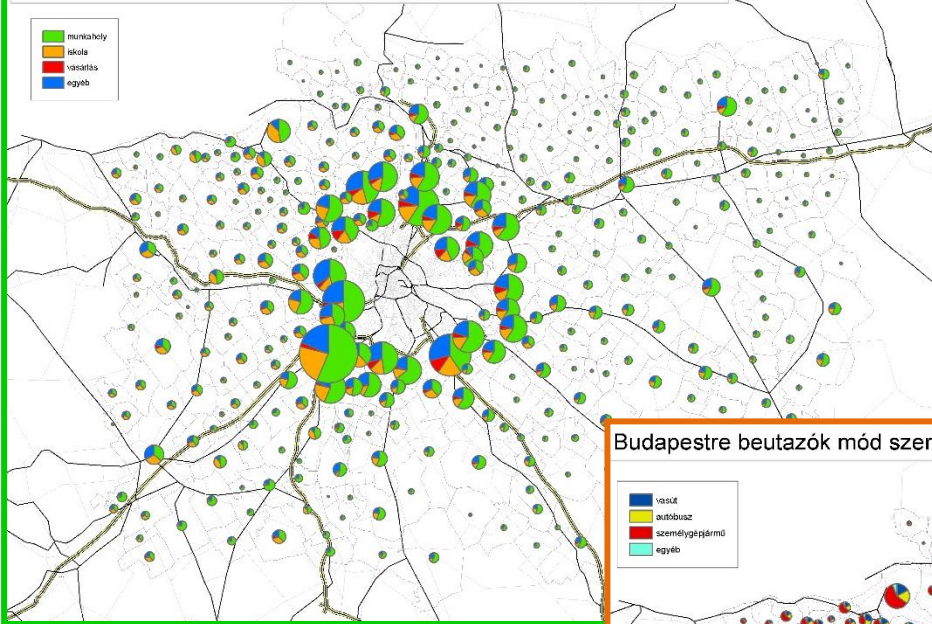 munkahely
iskola
vásárlás
egyéb
Budapestre beutazók mód szer
vasút
autóbusz
személygépjármű
egyéb